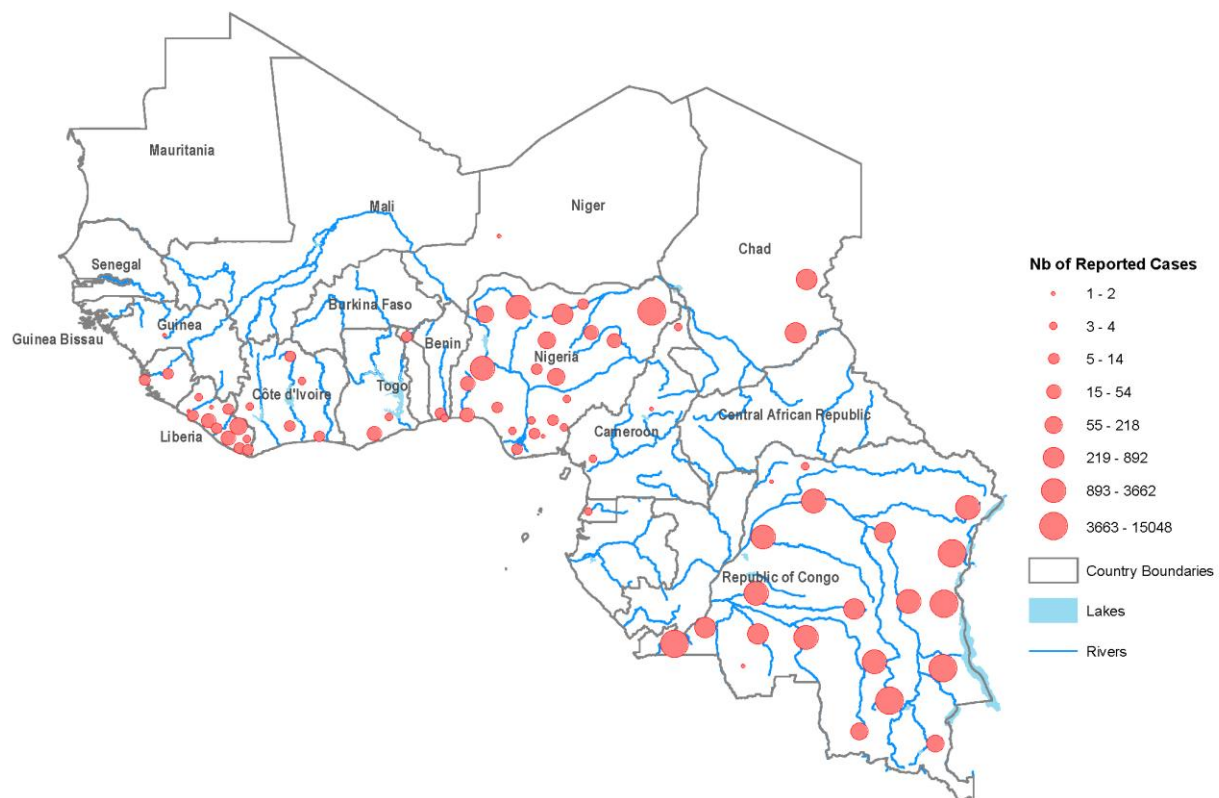 Mauritania
Mali
Niger
Chad
Senegal
Burkina Faso
Guinea
Guinea Bissau
Benin
Nigeria
Togo
Côte d'Ivoire
Liberia
Cameroon
Central African Republic
Republic of Congo
Nb of Reported Cases
1 - 2
3 - 4
5 - 14
15 - 54
55 - 218
219 - 892
893 - 3662
3663 - 15048
Country Boundaries
Lakes
Rivers